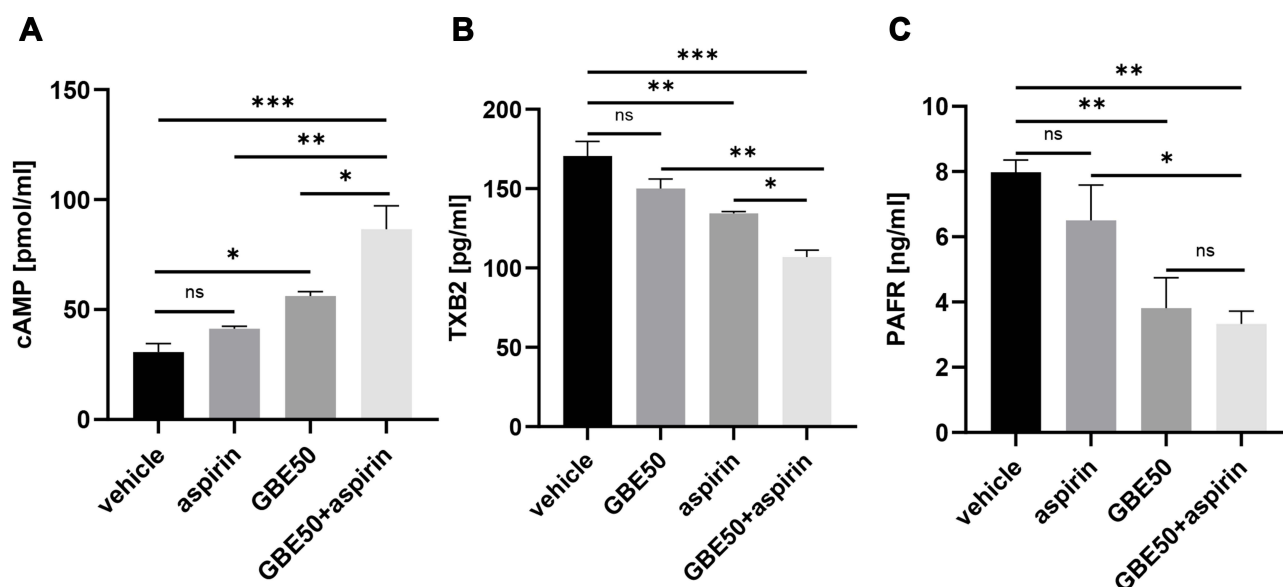 A
cAMP [pmol/ml]
150
100
50
0
***
**
*
*
ns
vehicle
aspirin
GBE50
GBE50+aspirin
B
TXB2 [pg/ml]
200
150
100
50
0
***
**
ns
**
*
vehicle
GBE50
aspirin
GBE50+aspirin
C
PAFR [ng/ml]
10
8
6
4
2
0
**
**
ns
*
ns
vehicle
aspirin
GBE50
GBE50+aspirin